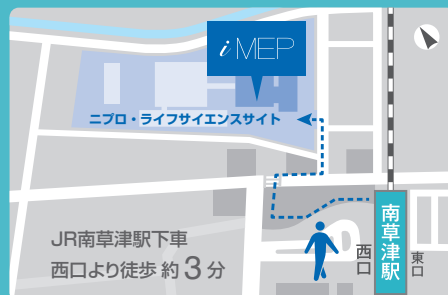 i MEP
ニプロ・ライフサイエンスサイト
JR南草津駅下車
西口より徒歩 約 3 分
西口
南草津駅
東口